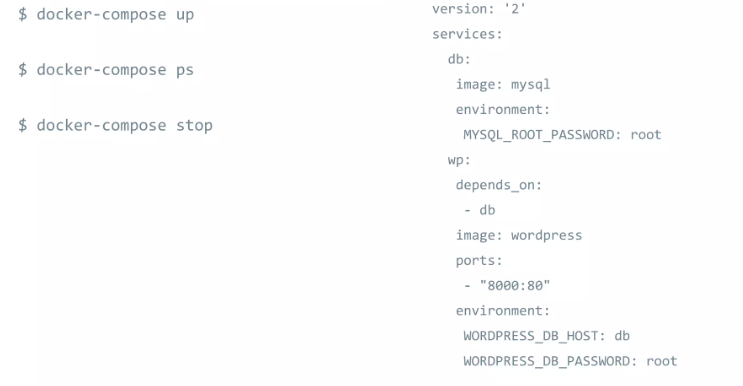 $ docker-compose up
$ docker-compose ps
$ docker-compose stop
version: '2'
services:
  db:
   image: mysql
   environment:
    MYSQL_ROOT_PASSWORD: root
  wp:
   depends_on:
    - db
   image: wordpress
   ports:
    - "8000:80"
   environment:
    WORDPRESS_DB_HOST: db
    WORDPRESS_DB_PASSWORD: root